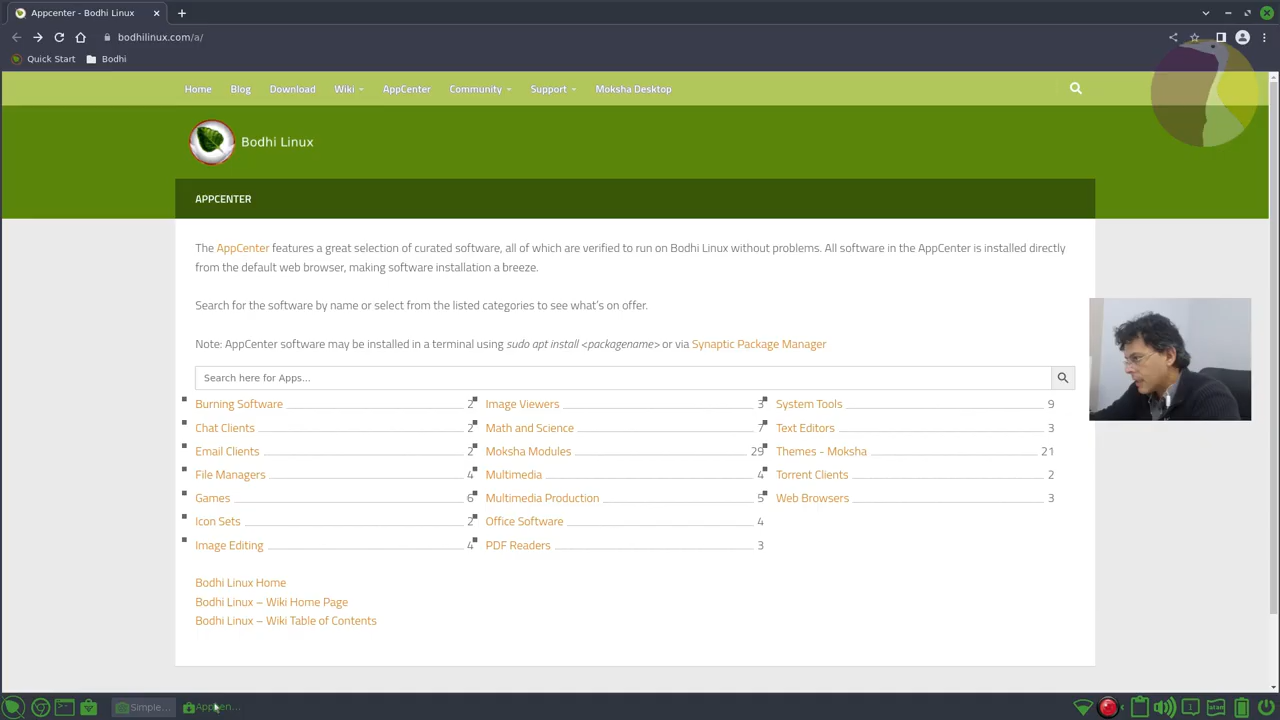 Appcenter - Bodhi Linux
bodhilinux.com/a/
Quick Start
Bodhi
Home
Blog
Download
Wiki
AppCenter
Community
Support
Moksha Desktop
Bodhi Linux
APPCENTER
The AppCenter features a great selection of curated software, all of which are verified to run on Bodhi Linux without problems. All software in the AppCenter is installed directly
from the default web browser, making software installation a breeze.
Search for the software by name or select from the listed categories to see what's on offer.
Note: AppCenter software may be installed in a terminal using sudo apt install <packagename> or via Synaptic Package Manager
Search here for Apps...
Burning Software 2
Chat Clients 2
Email Clients 2
File Managers 4
Games 6
Icon Sets 2
Image Editing 4
Image Viewers 3
Math and Science 7
Moksha Modules 29
Multimedia 4
Multimedia Production 5
Office Software 4
PDF Readers 3
System Tools 9
Text Editors 3
Themes - Moksha 21
Torrent Clients 2
Web Browsers 3
Bodhi Linux Home
Bodhi Linux – Wiki Home Page
Bodhi Linux – Wiki Table of Contents
Simple...